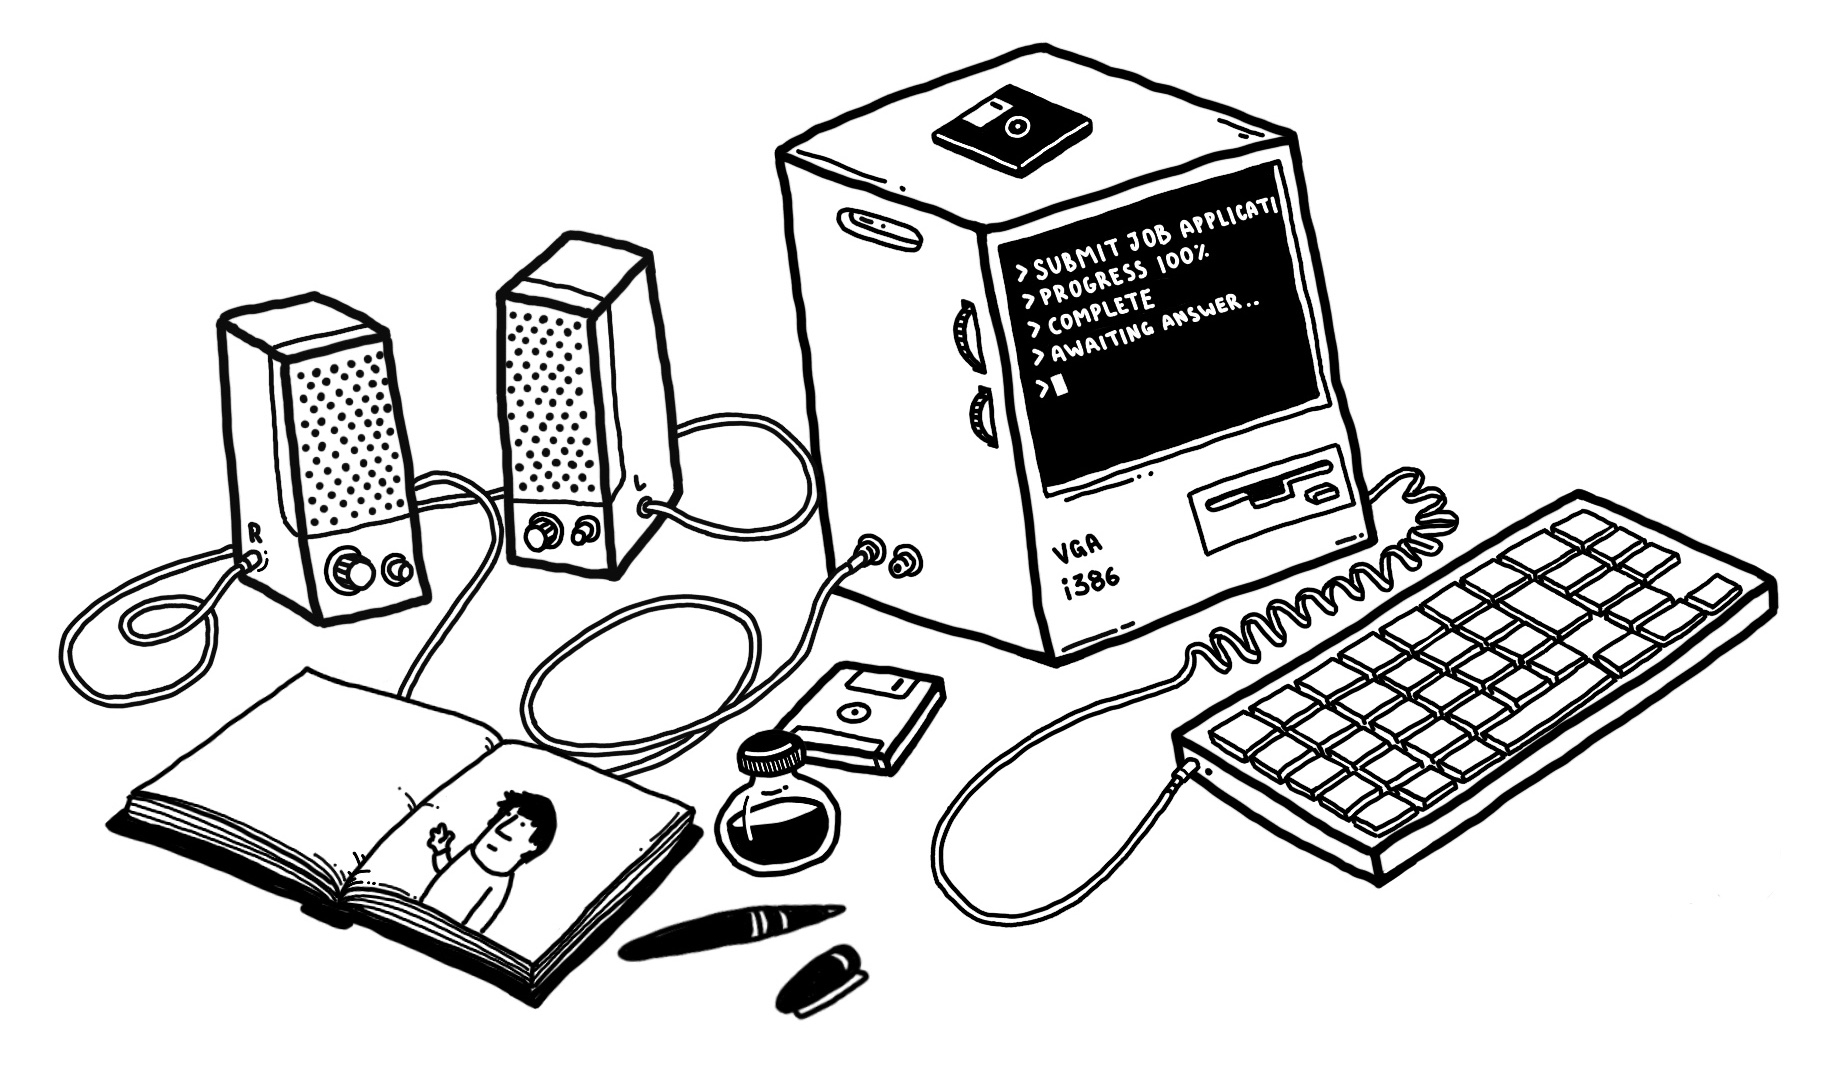 > SUBMIT JOB APPLICATI
> PROGRESS 100%
> COMPLETE
> AWAITING ANSWER..
>
VGA
i386
L
R